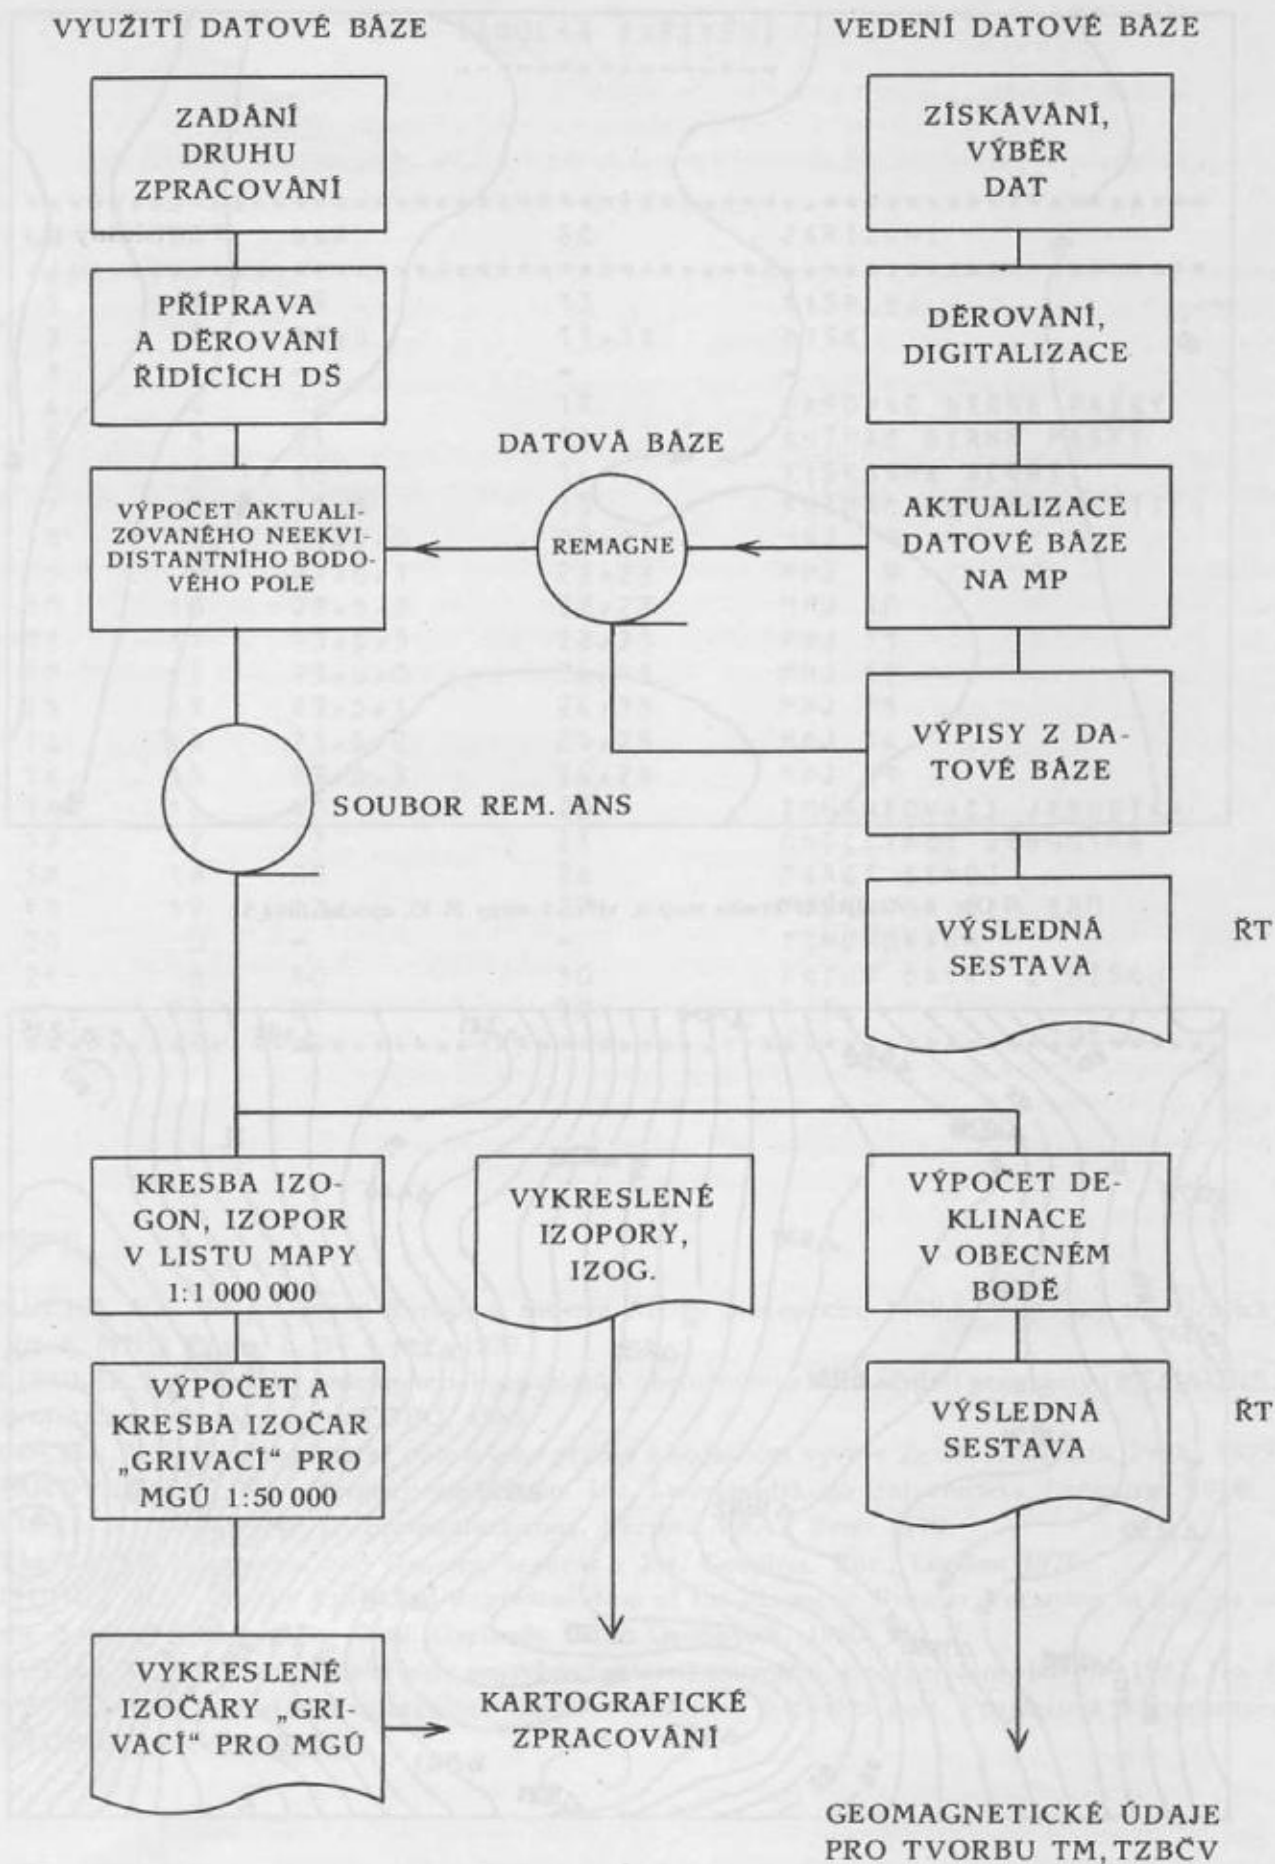 VYUŽITÍ DATOVÉ BÁZE
VEDENÍ DATOVÉ BÁZE
ZADÁNÍ
DRUHU
ZPRACOVÁNÍ
ZÍSKÁVÁNÍ,
VÝBĚR
DAT
PŘÍPRAVA
A DĚROVÁNÍ
ŘÍDÍCÍCH DŠ
DĚROVÁNÍ,
DIGITALIZACE
DATOVÁ BÁZE
VÝPOČET AKTUALI-
ZOVANÉHO NEEKVI-
DISTANTNÍHO BODO-
VÉHO POLE
REMAGNE
AKTUALIZACE
DATOVÉ BÁZE
NA MP
VÝPISY Z DA-
TOVÉ BÁZE
SOUBOR REM. ANS
VÝSLEDNÁ
SESTAVA
ŘT
KRESBA IZO-
GON, IZOPOR
V LISTU MAPY
1:1 000 000
VYKRESLENÉ
IZOPORY,
IZOG.
VÝPOČET DE-
KLINACE
V OBECNÉM
BODĚ
VÝPOČET A
KRESBA IZOČAR
„GRIVACÍ“ PRO
MGÚ 1:50 000
VÝSLEDNÁ
SESTAVA
ŘT
VYKRESLENÉ
IZOČÁRY „GRI-
VACÍ“ PRO MGÚ
KARTOGRAFICKÉ
ZPRACOVÁNÍ
GEOMAGNETICKÉ ÚDAJE
PRO TVORBU TM, TZBČV